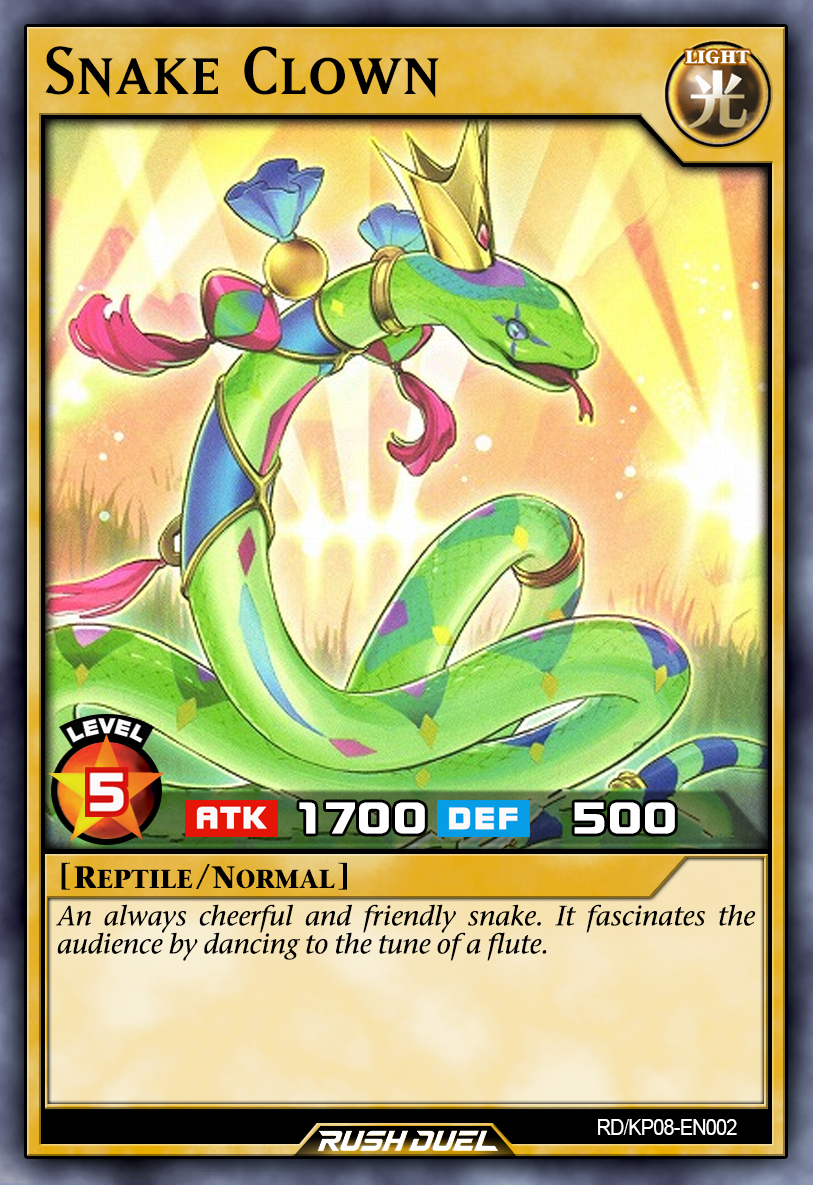 Snake Clown
LIGHT
光
LEVEL
5
ATK 1700 DEF 500
[Reptile/Normal]
An always cheerful and friendly snake. It fascinates the
audience by dancing to the tune of a flute.
RD/KP08-EN002
RUSH DUEL